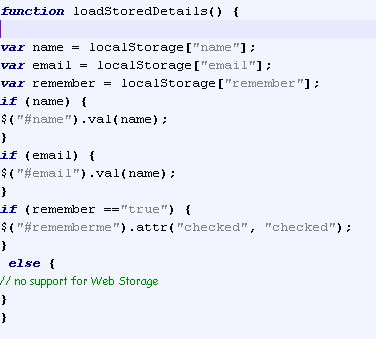 function loadStoredDetails() {
var name = localStorage["name"];
var email = localStorage["email"];
var remember = localStorage["remember"];
if (name) {
$("#name").val(name);
}
if (email) {
$("#email").val(name);
}
if (remember =="true") {
$("#rememberme").attr("checked", "checked");
}
else {
// no support for Web Storage
}
}